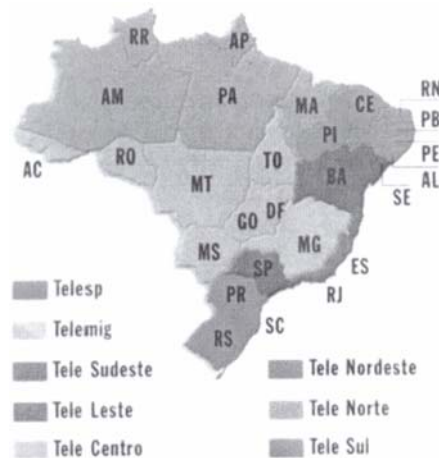 RR
AP
AM
PA
MA
CE
RN
PB
PI
PE
AC
RO
TO
BA
AL
SE
MT
GO
DF
MG
MS
ES
SP
RJ
PR
SC
RS
Telesp
Telemig
Tele Sudeste
Tele Nordeste
Tele Leste
Tele Norte
Tele Centro
Tele Sul